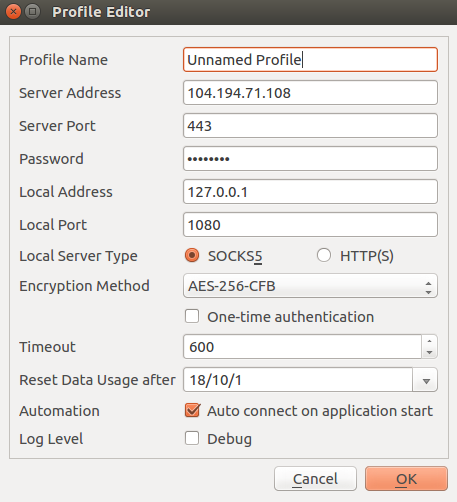 Profile Editor
Profile Name Unnamed Profile
Server Address 104.194.71.108
Server Port 443
Password ••••••••
Local Address 127.0.0.1
Local Port 1080
Local Server Type SOCKS5 HTTP(S)
Encryption Method AES-256-CFB
One-time authentication
Timeout 600
Reset Data Usage after 18/10/1
Automation Auto connect on application start
Log Level Debug
Cancel OK